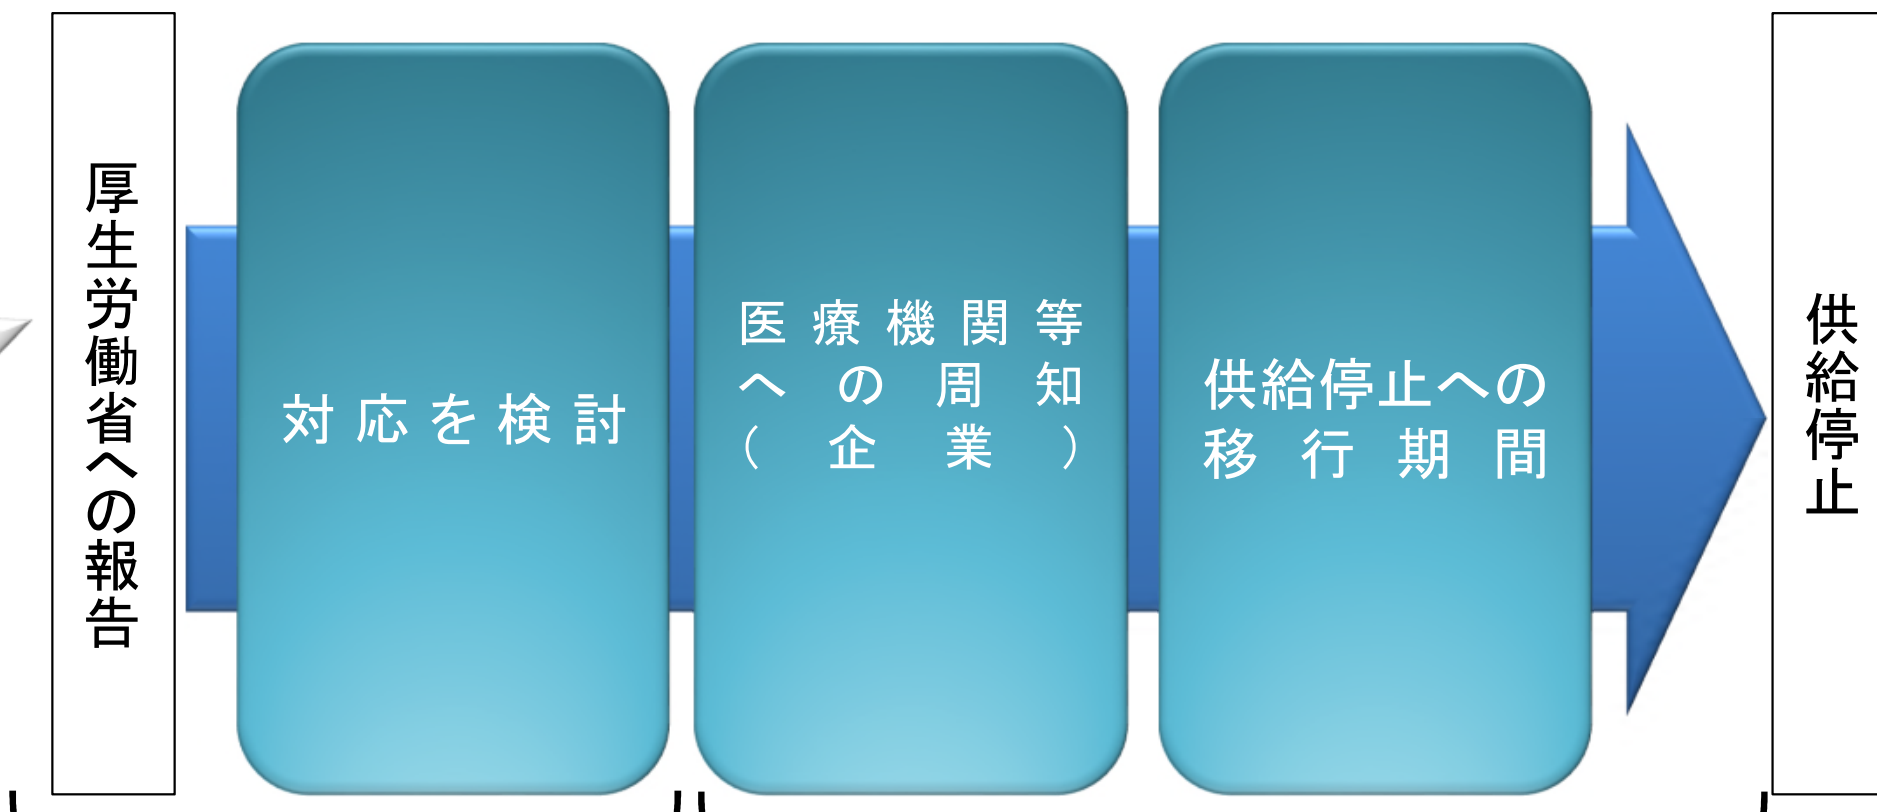 厚生労働省への報告
対応を検討
医療機関等
への周知
（企業）
供給停止への
移行期間
供給停止